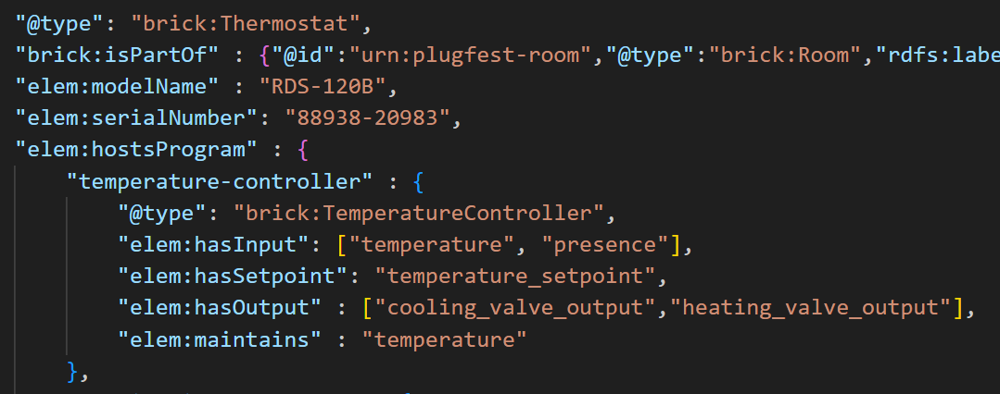 "@type": "brick:Thermostat",
"brick:isPartOf" : {"@id":"urn:plugfest-room","@type":"brick:Room","rdfs:labe
"elem:modelName" : "RDS-120B",
"elem:serialNumber": "88938-20983",
"elem:hostsProgram" : {
"temperature-controller" : {
"@type": "brick:TemperatureController",
"elem:hasInput": ["temperature", "presence"],
"elem:hasSetpoint": "temperature_setpoint",
"elem:hasOutput" : ["cooling_valve_output","heating_valve_output"],
"elem:maintains" : "temperature"
},